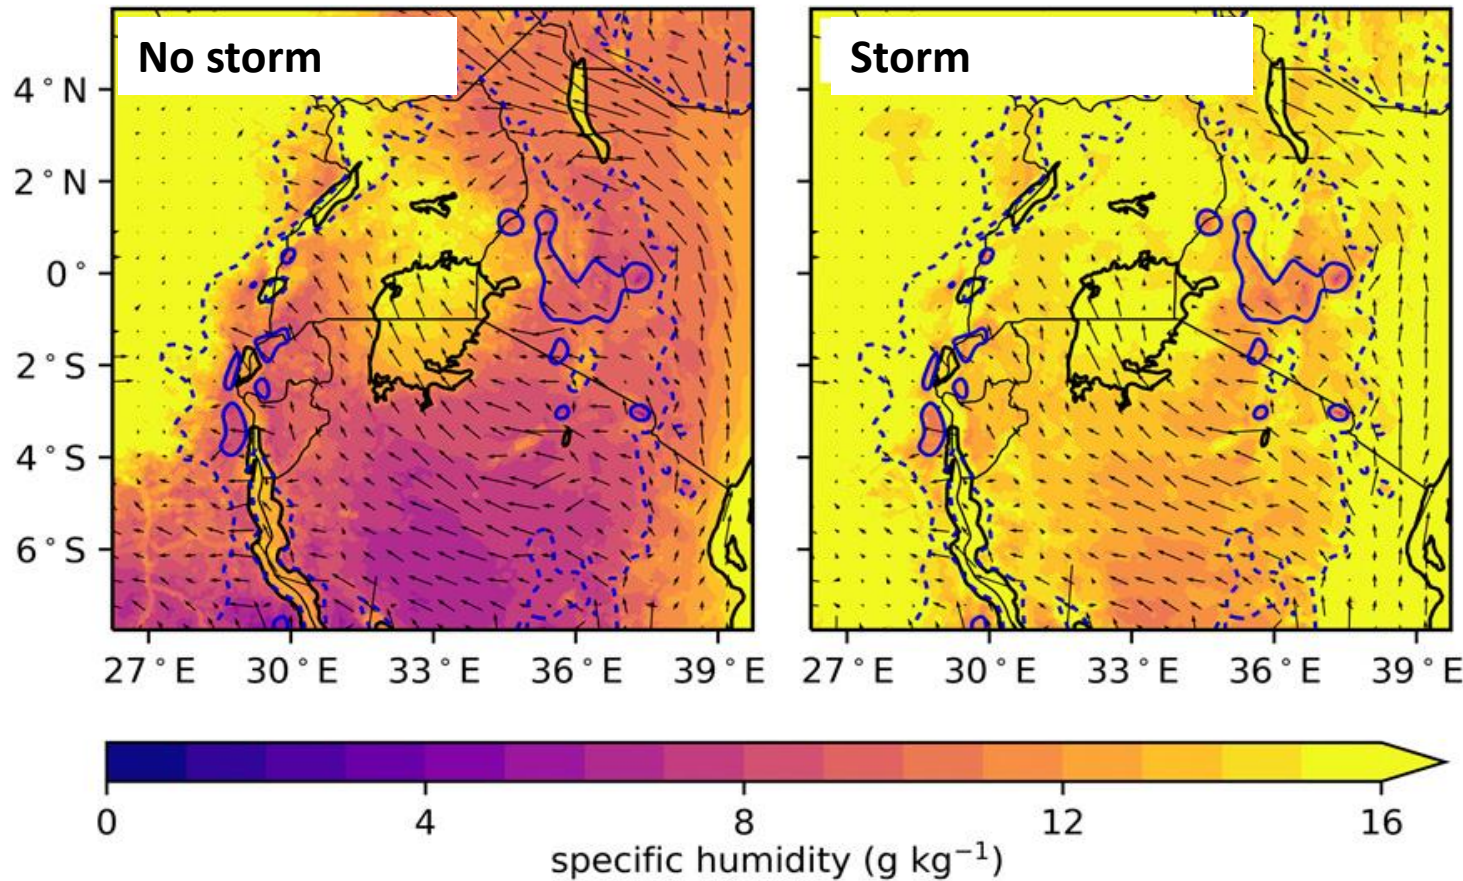 No storm
Storm
4°N
2°N
0°
2°S
4°S
6°S
27°E 30°E 33°E 36°E 39°E
27°E 30°E 33°E 36°E 39°E
0 4 8 12 16
specific humidity (g kg⁻¹)